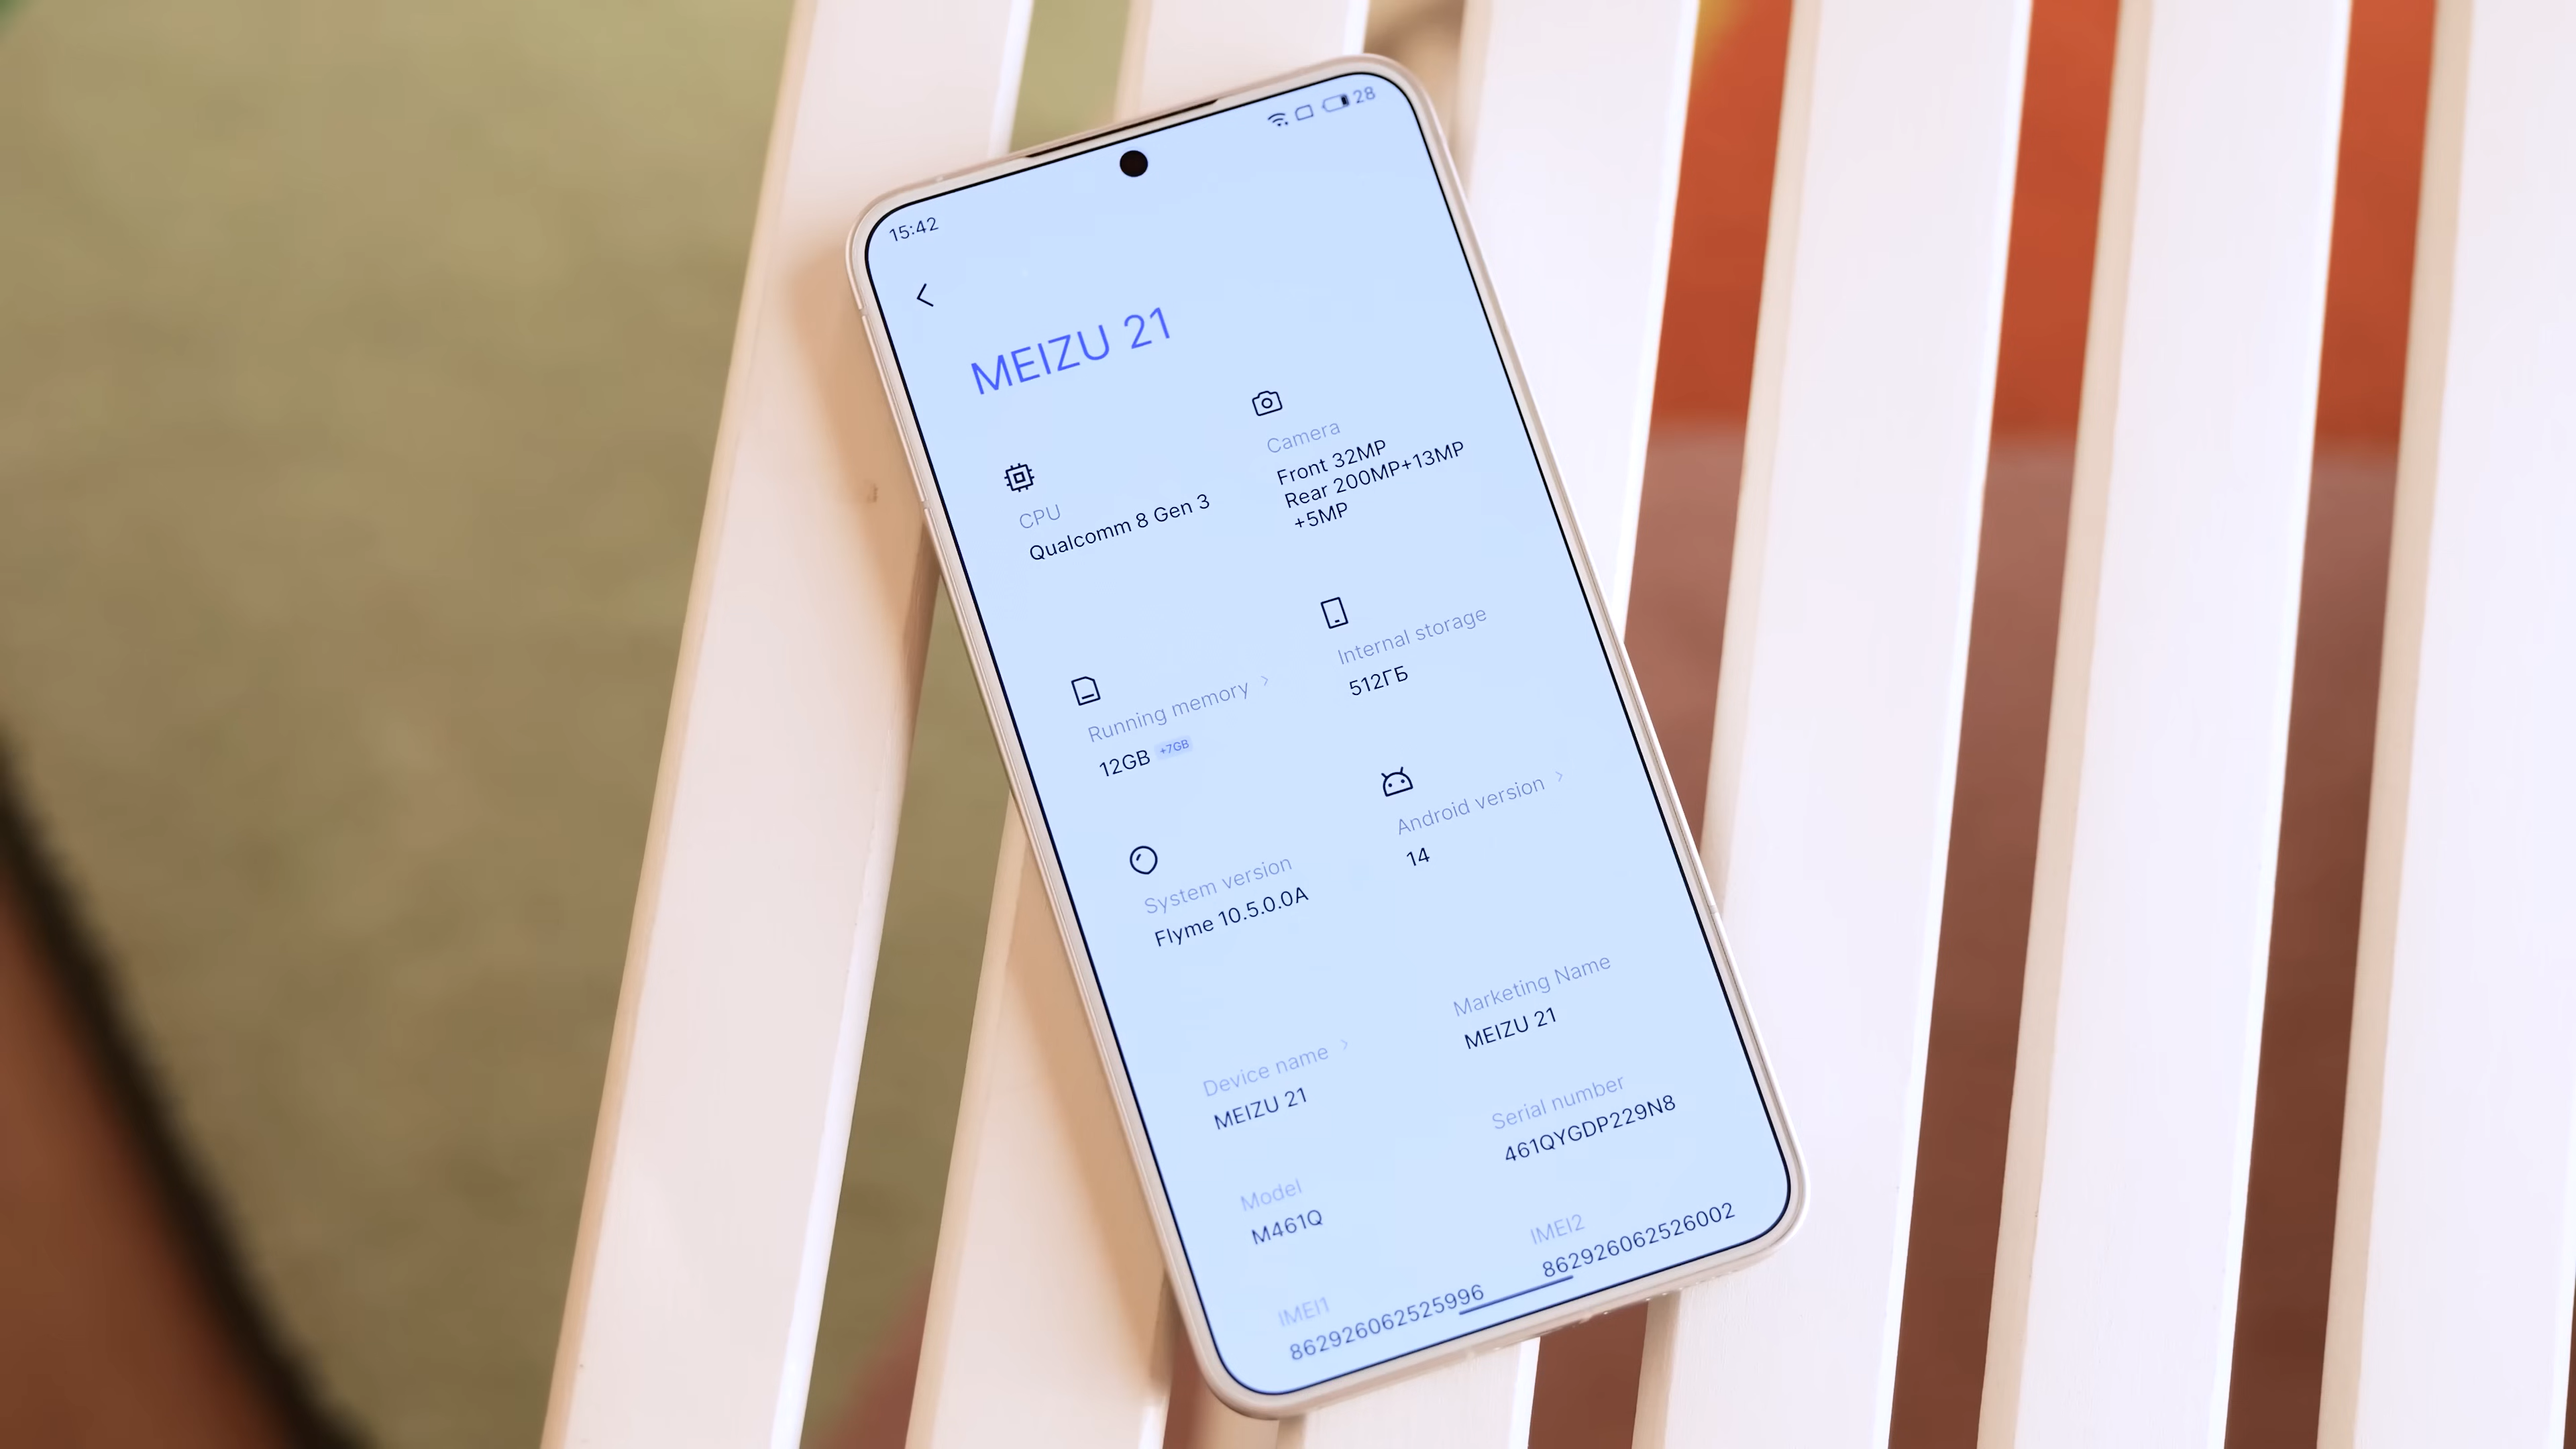 15:42
28
MEIZU 21
CPU
Qualcomm 8 Gen 3
Camera
Front 32MP
Rear 200MP+13MP
+5MP
Running memory
12GB +7GB
Internal storage
512ГБ
System version
Flyme 10.5.0.0A
Android version
14
Device name
MEIZU 21
Marketing Name
MEIZU 21
Model
M461Q
Serial number
461QYGDP229N8
IMEI1
862926062525996
IMEI2
862926062526002